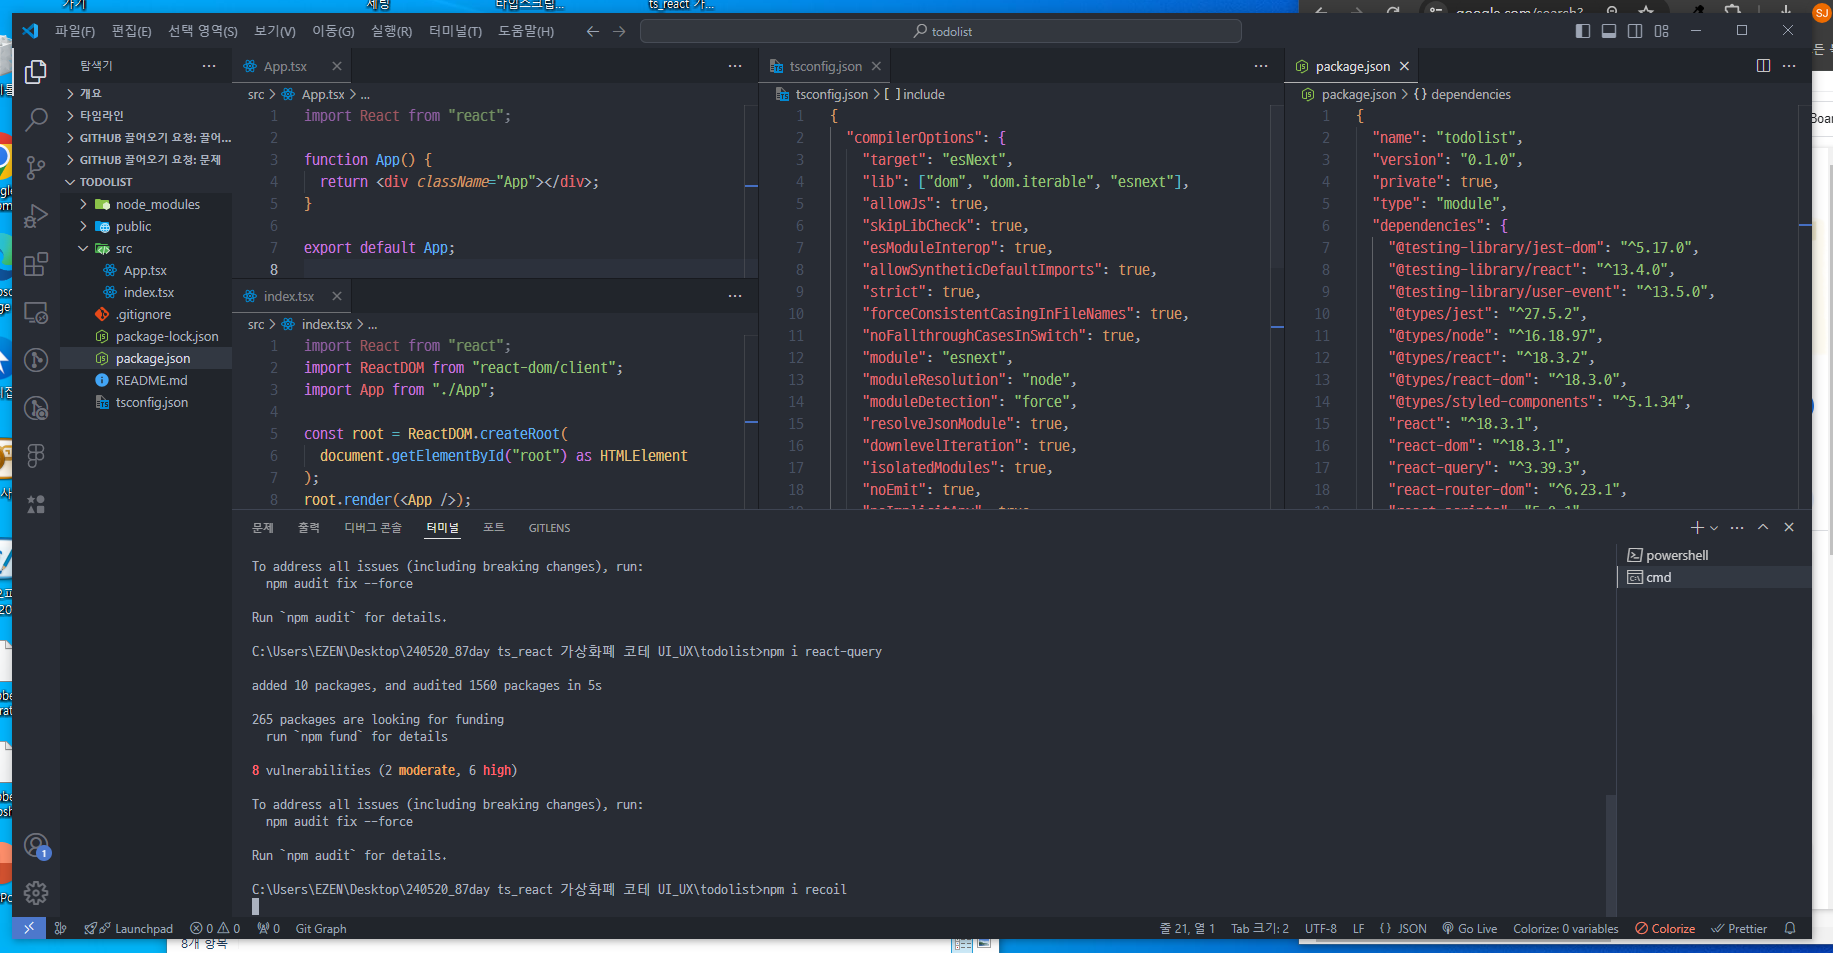 가기
세팅
타입스크립...
ts_react 가...
google.com/search?
SJ
파일(F) 편집(E) 선택 영역(S) 보기(V) 이동(G) 실행(R) 터미널(T) 도움말(H)
todolist
탐색기
개요
타임라인
GITHUB 끌어오기 요청: 끌어...
GITHUB 끌어오기 요청: 문제
TODOLIST
node_modules
public
src
App.tsx
index.tsx
.gitignore
package-lock.json
package.json
README.md
tsconfig.json
App.tsx
src > App.tsx > ...
1 import React from "react";
2
3 function App() {
4 return <div className="App"></div>;
5 }
6
7 export default App;
8
index.tsx
src > index.tsx > ...
1 import React from "react";
2 import ReactDOM from "react-dom/client";
3 import App from "./App";
4
5 const root = ReactDOM.createRoot(
6 document.getElementById("root") as HTMLElement
7 );
8 root.render(<App />);
tsconfig.json
tsconfig.json > [ ] include
1 {
2 "compilerOptions": {
3 "target": "esNext",
4 "lib": ["dom", "dom.iterable", "esnext"],
5 "allowJs": true,
6 "skipLibCheck": true,
7 "esModuleInterop": true,
8 "allowSyntheticDefaultImports": true,
9 "strict": true,
10 "forceConsistentCasingInFileNames": true,
11 "noFallthroughCasesInSwitch": true,
12 "module": "esnext",
13 "moduleResolution": "node",
14 "moduleDetection": "force",
15 "resolveJsonModule": true,
16 "downlevelIteration": true,
17 "isolatedModules": true,
18 "noEmit": true,
package.json
package.json > {} dependencies
1 {
2 "name": "todolist",
3 "version": "0.1.0",
4 "private": true,
5 "type": "module",
6 "dependencies": {
7 "@testing-library/jest-dom": "^5.17.0",
8 "@testing-library/react": "^13.4.0",
9 "@testing-library/user-event": "^13.5.0",
10 "@types/jest": "^27.5.2",
11 "@types/node": "^16.18.97",
12 "@types/react": "^18.3.2",
13 "@types/react-dom": "^18.3.0",
14 "@types/styled-components": "^5.1.34",
15 "react": "^18.3.1",
16 "react-dom": "^18.3.1",
17 "react-query": "^3.39.3",
18 "react-router-dom": "^6.23.1",
문제 출력 디버그 콘솔 터미널 포트 GITLENS
powershell
cmd
To address all issues (including breaking changes), run:
npm audit fix --force
Run `npm audit` for details.
C:\Users\EZEN\Desktop\240520_87day ts_react 가상화폐 코테 UI_UX\todolist>npm i react-query
added 10 packages, and audited 1560 packages in 5s
265 packages are looking for funding
run `npm fund` for details
8 vulnerabilities (2 moderate, 6 high)
To address all issues (including breaking changes), run:
npm audit fix --force
Run `npm audit` for details.
C:\Users\EZEN\Desktop\240520_87day ts_react 가상화폐 코테 UI_UX\todolist>npm i recoil
1
Launchpad 0 0 0 Git Graph
줄 21, 열 1 Tab 크기: 2 UTF-8 LF {} JSON Go Live Colorize: 0 variables Colorize Prettier
8개 항목